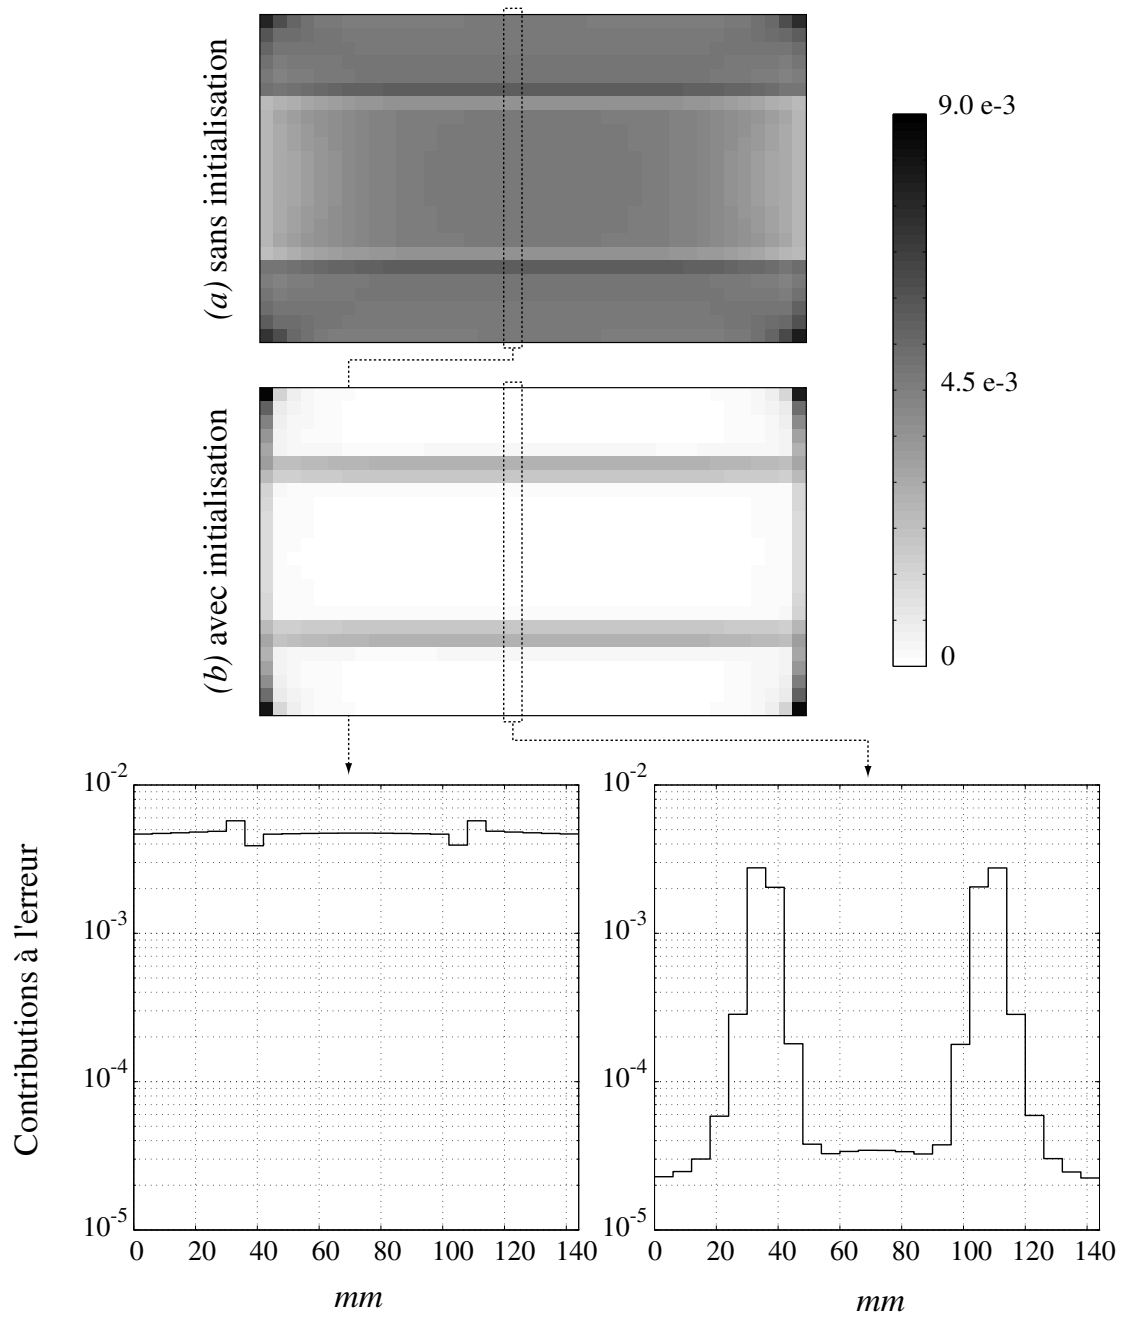 (a) sans initialisation
9.0 e-3
4.5 e-3
0
(b) avec initialisation
Contributions à l'erreur
10-2
10-3
10-4
10-5
0 20 40 60 80 100 120 140
mm
10-2
10-3
10-4
10-5
0 20 40 60 80 100 120 140
mm